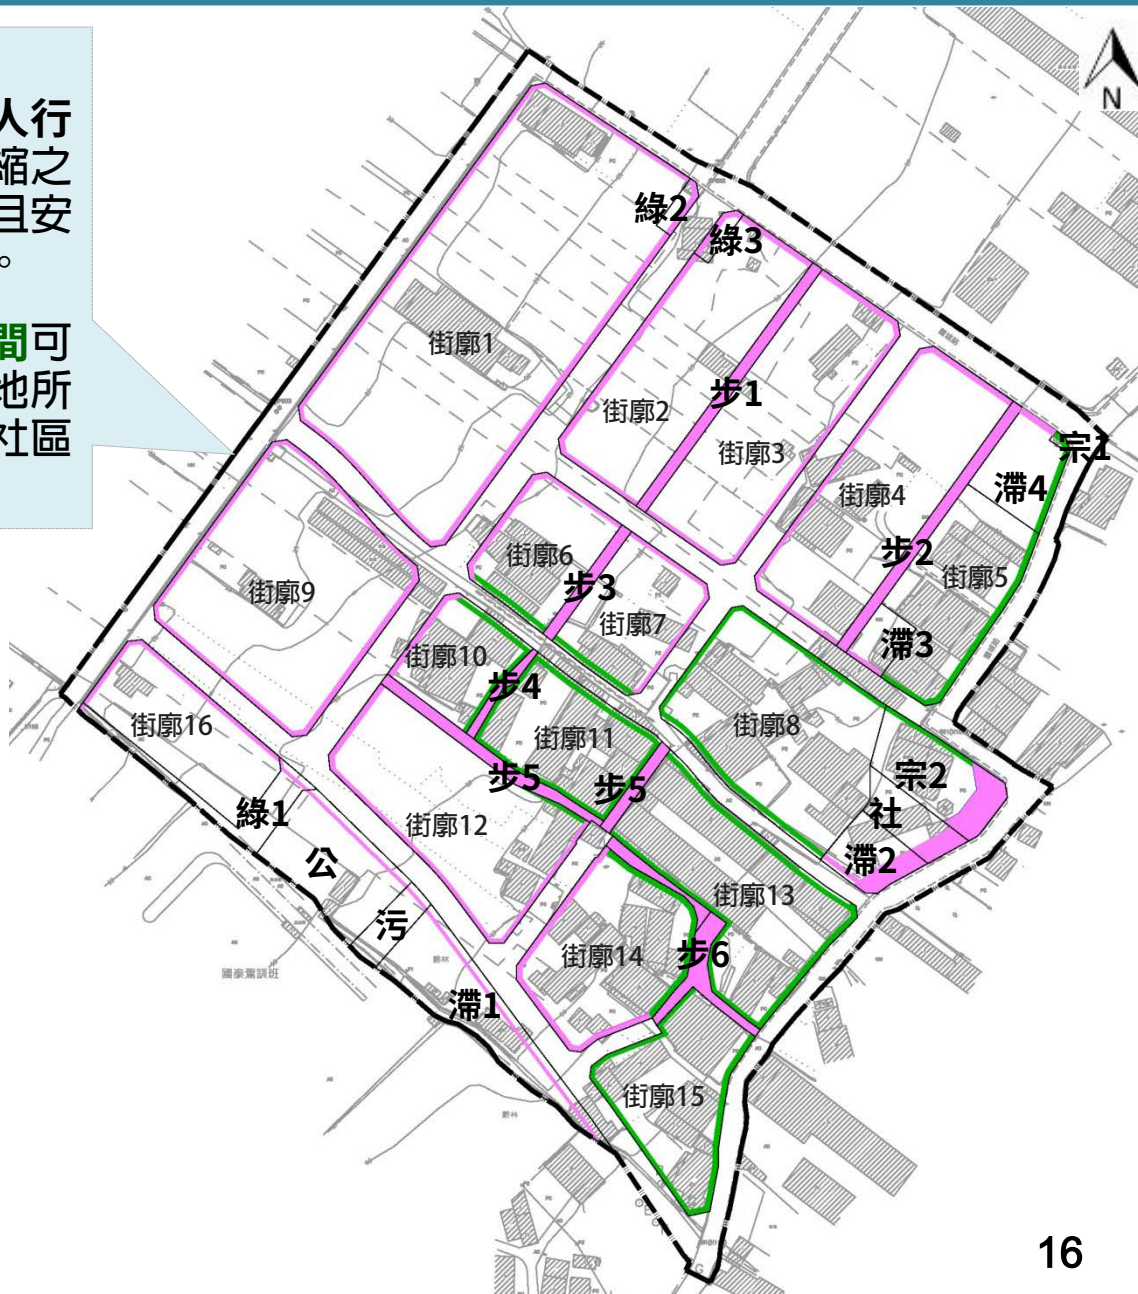 人行
縮之
且安
。
間可
地所
社區
N
綠2
綠3
街廓1
步1
街廓2
街廓3
宗1
滯4
街廓4
步2
街廓5
街廓6
步3
街廓7
街廓9
滯3
街廓10
步4
街廓8
街廓16
街廓11
步5
步5
宗2
社
綠1
街廓12
滯2
公
街廓13
污
街廓14
步6
國泰駕訓班
滯1
街廓15
16